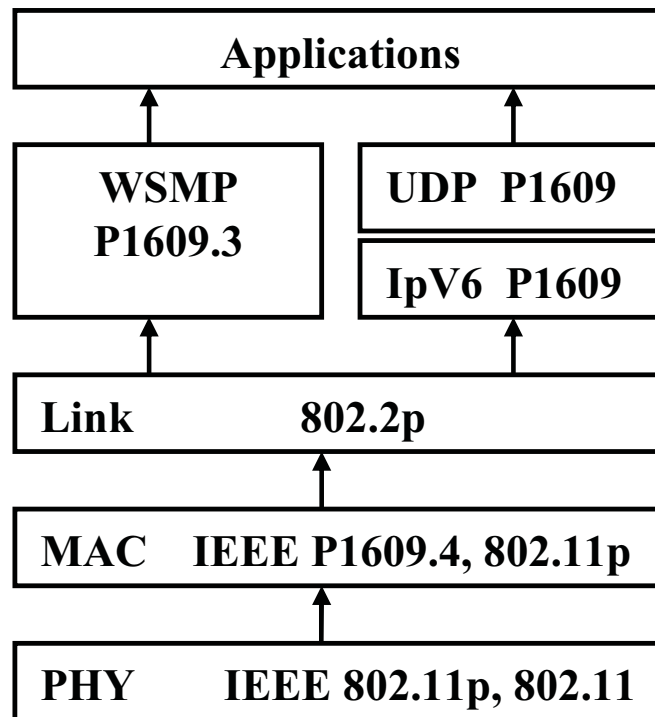 Applications
WSMP
P1609.3
UDP P1609
IpV6 P1609
Link 802.2p
MAC IEEE P1609.4, 802.11p
PHY IEEE 802.11p, 802.11